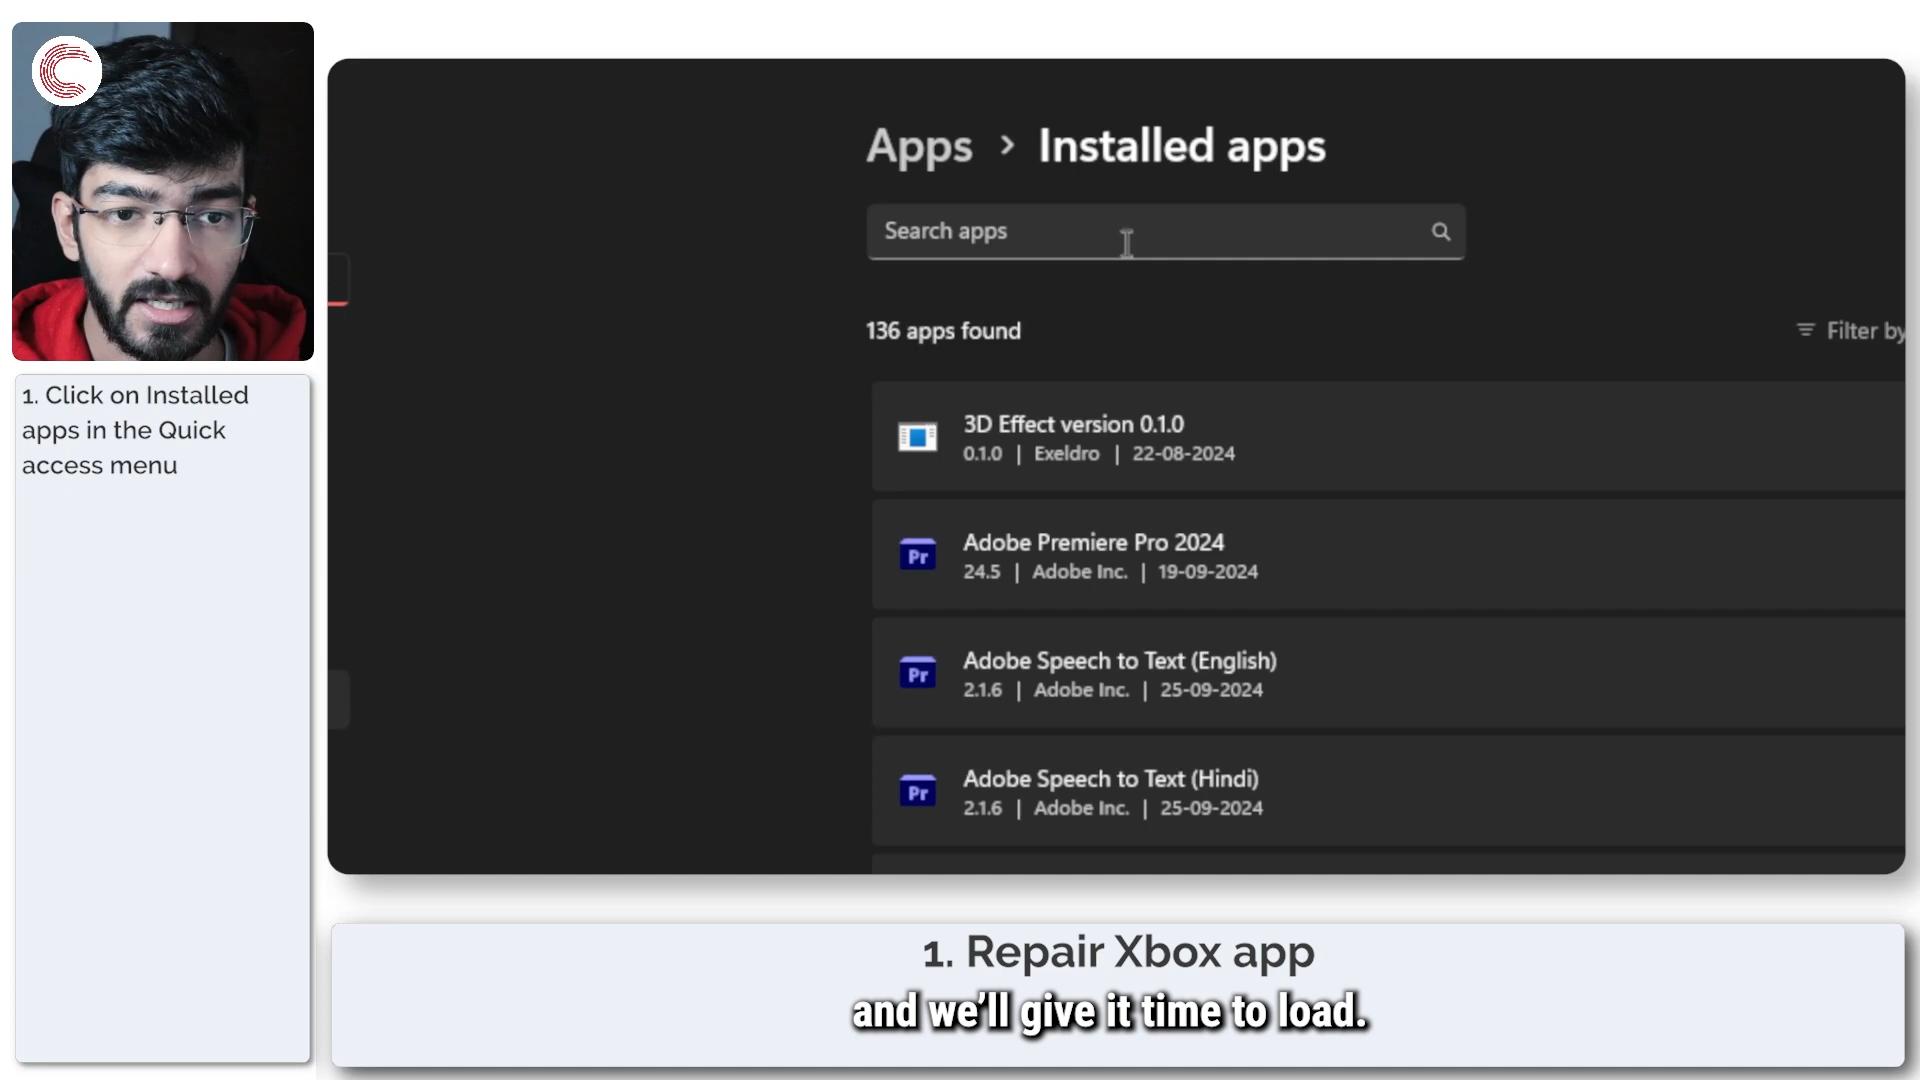 1. Click on Installed
apps in the Quick
access menu
Apps > Installed apps
Search apps
136 apps found
Filter by
3D Effect version 0.1.0
0.1.0 | Exeldro | 22-08-2024
Pr
Adobe Premiere Pro 2024
24.5 | Adobe Inc. | 19-09-2024
Pr
Adobe Speech to Text (English)
2.1.6 | Adobe Inc. | 25-09-2024
Pr
Adobe Speech to Text (Hindi)
2.1.6 | Adobe Inc. | 25-09-2024
1. Repair Xbox app
and we'll give it time to load.